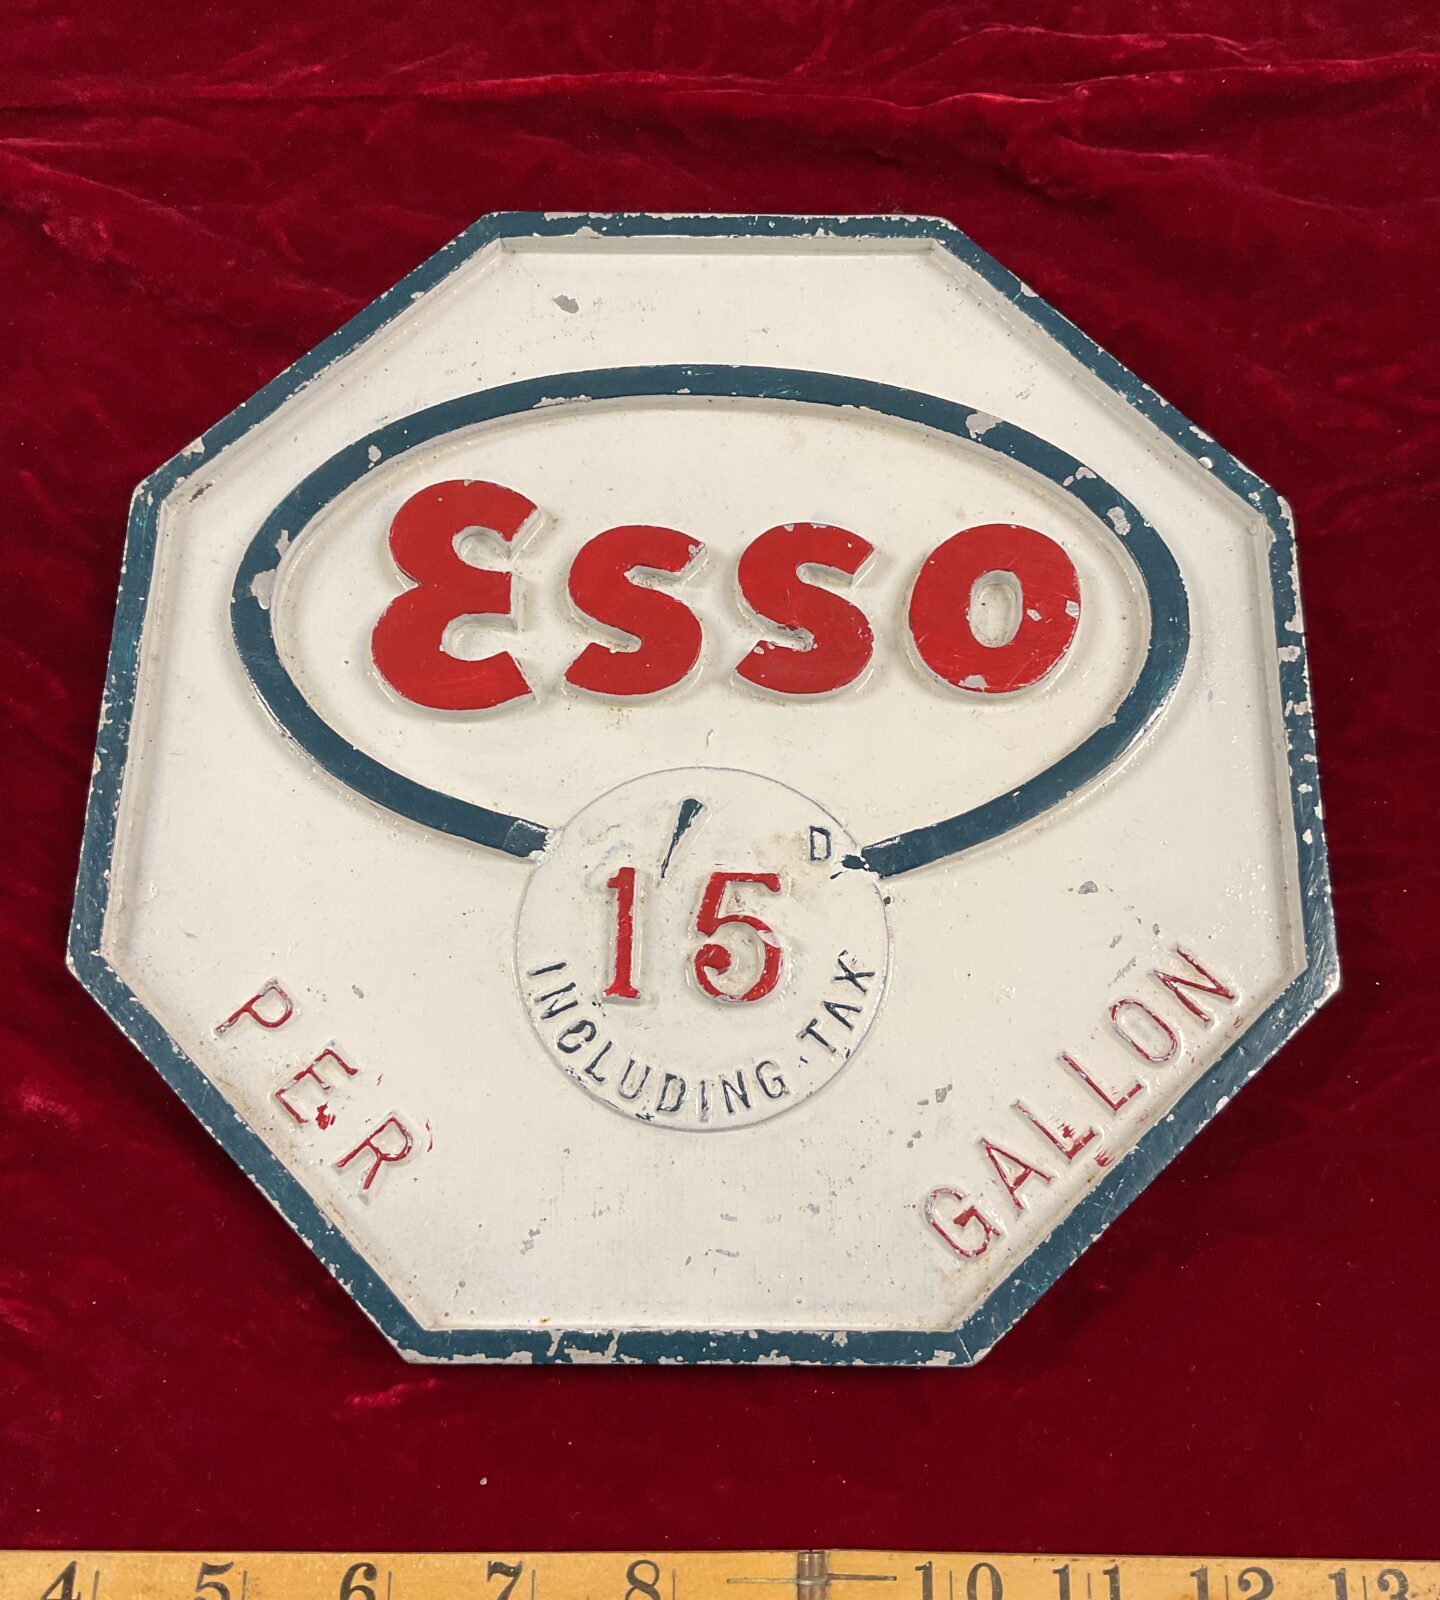 Esso
1'5 D
INCLUDING · TAX
PER GALLON
4 5 6 7 8 10 11 12 13